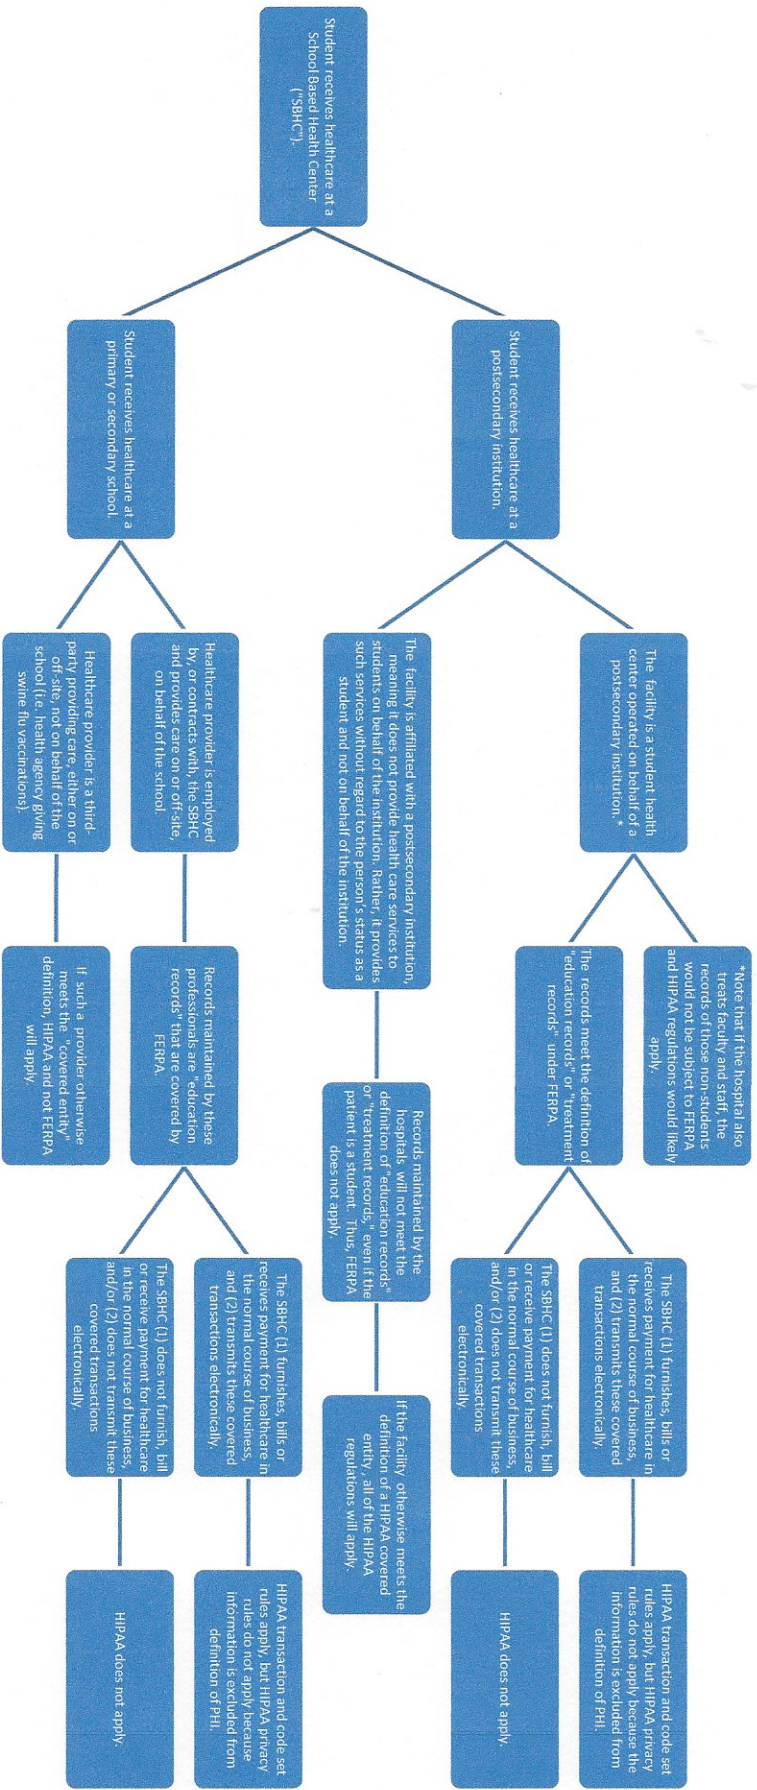 Student receives healthcare at a
School Based Health Center
("SBHC").
Student receives healthcare at a
postsecondary institution.
The facility is a student health
center operated on behalf of a
postsecondary institution.*
*Note that if the hospital also
treats faculty and staff, the
records of those non-students
would not be subject to FERPA
and HIPAA regulations would likely
apply.
The records meet the definition of
"education records" or "treatment
records" under FERPA.
The SBHC (1) furnishes, bills or
receives payment for healthcare in
the normal course of business,
and (2) transmits these covered
transactions electronically.
HIPAA transaction and code set
rules apply, but HIPAA privacy
rules do not apply because the
information is excluded from
definition of PHI.
The SBHC (1) does not furnish, bill
or receive payment for healthcare
in the normal course of business,
and/or (2) does not transmit these
covered transactions
electronically.
HIPAA does not apply.
The facility is affiliated with a postsecondary institution,
meaning it does not provide health care services to
students on behalf of the institution. Rather, it provides
such services without regard to the person's status as a
student and not on behalf of the institution.
Records maintained by the
hospitals will not meet the
definition of "education records"
or "treatment records," even if the
patient is a student. Thus, FERPA
does not apply.
If the facility otherwise meets the
definition of a HIPAA covered
entity, all of the HIPAA
regulations will apply.
Student receives healthcare at a
primary or secondary school.
Healthcare provider is employed
by, or contracts with, the SBHC
and provides care on or off-site,
on behalf of the school.
Records maintained by these
professionals are "education
records" that are covered by
FERPA.
The SBHC (1) furnishes, bills or
receives payment for healthcare in
the normal course of business,
and (2) transmits these covered
transactions electronically.
HIPAA transaction and code set
rules apply, but HIPAA privacy
rules do not apply because
information is excluded from
definition of PHI.
The SBHC (1) does not furnish, bill
or receive payment for healthcare
in the normal course of business,
and/or (2) does not transmit these
covered transactions
electronically.
HIPAA does not apply.
Healthcare provider is a third-
party providing care, either on or
off-site, not on behalf of the
school (i.e. health agency giving
swine flu vaccinations).
If such a provider otherwise
meets the "covered entity"
definition, HIPAA and not FERPA
will apply.